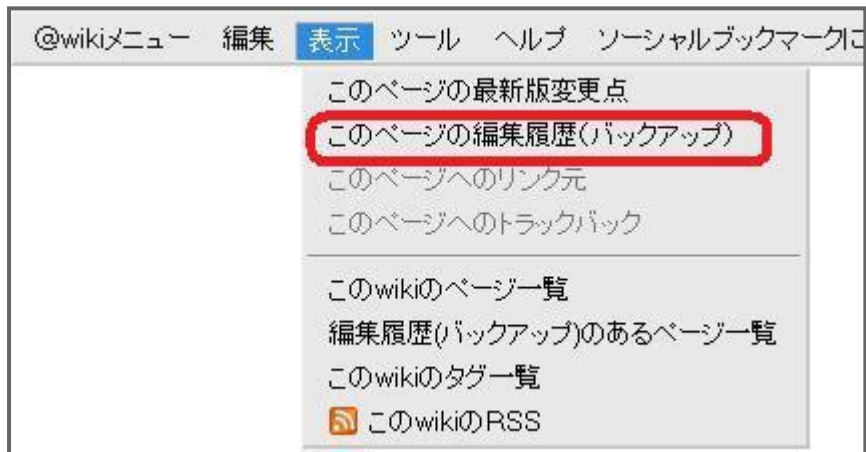 @wikiメニュー 編集 表示 ツール ヘルプ ソーシャルブックマークに
このページの最新版変更点
このページの編集履歴(バックアップ)
このページへのリンク元
このページへのトラックバック
このwikiのページ一覧
編集履歴(バックアップ)のあるページ一覧
このwikiのタグ一覧
このwikiのRSS